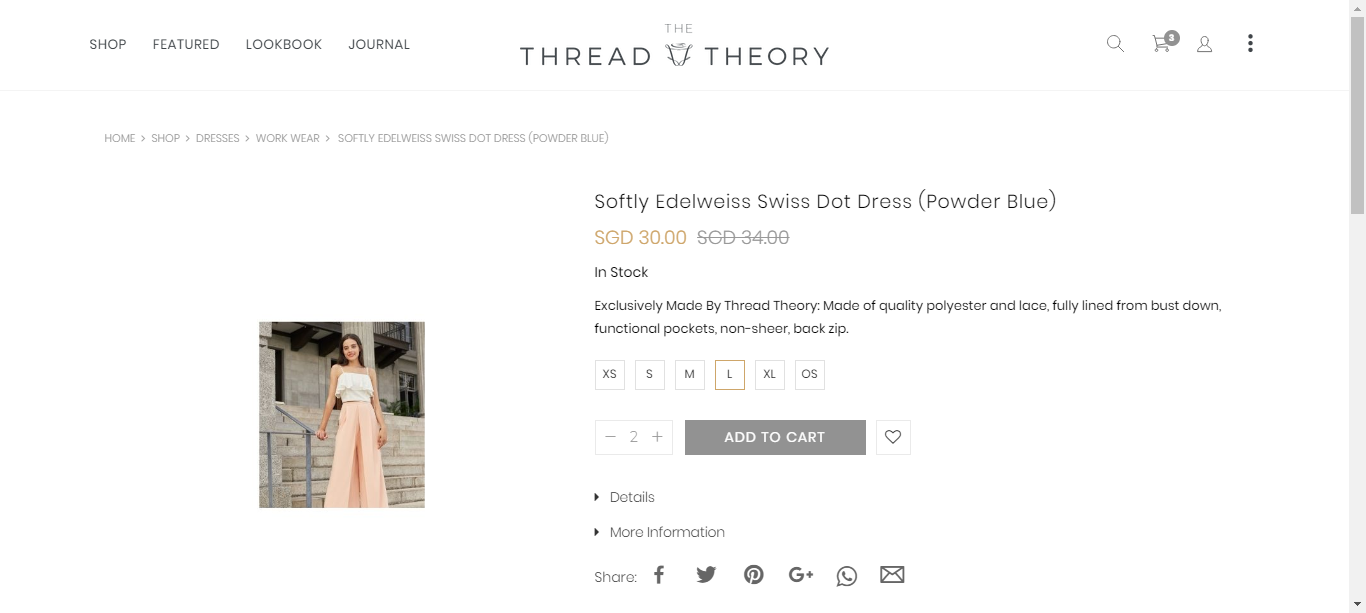 SHOP FEATURED LOOKBOOK JOURNAL
THE
THREAD THEORY
3
HOME > SHOP > DRESSES > WORK WEAR > SOFTLY EDELWEISS SWISS DOT DRESS (POWDER BLUE)
Softly Edelweiss Swiss Dot Dress (Powder Blue)
SGD 30.00 SGD 34.00
In Stock
Exclusively Made By Thread Theory: Made of quality polyester and lace, fully lined from bust down,
functional pockets, non-sheer, back zip.
XS S M L XL OS
– 2 + ADD TO CART
Details
More Information
Share: G+